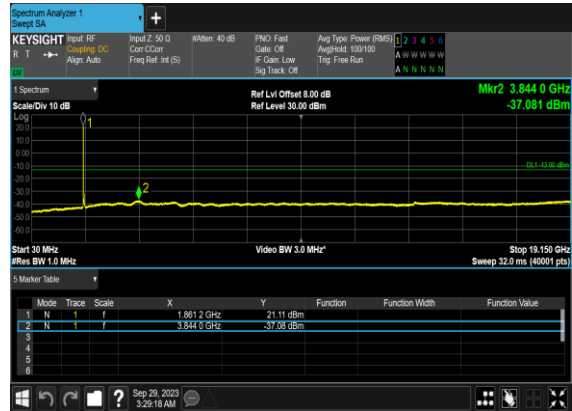 Spectrum Analyzer 1
Swept SA
KEYSIGHT Input: RF Input Z: 50 Ω #Atten: 40 dB PNO: Fast Avg Type: Power (RMS) 1 2 3 4 5 6
R T Coupling: DC Corr CCorr Gate: Off Avg|Hold: 100/100 A W W W W W
Align: Auto Freq Ref: Int (S) IF Gain: Low Trig: Free Run
Sig Track: Off A N N N N N
1 Spectrum Ref Lvl Offset 8.00 dB Mkr2 3.844 0 GHz
Scale/Div 10 dB Ref Level 30.00 dBm -37.081 dBm
Log
20.0 1
10.0
0.00
-10.0 DL1 -13.00 dBm
-20.0
-30.0 2
-40.0
-50.0
-60.0
Start 30 MHz Video BW 3.0 MHz* Stop 19.150 GHz
#Res BW 1.0 MHz Sweep 32.0 ms (40001 pts)
5 Marker Table
Mode Trace Scale X Y Function Function Width Function Value
1 N 1 f 1.861 2 GHz 21.11 dBm
2 N 1 f 3.844 0 GHz -37.08 dBm
3
4
5
6
? Sep 29, 2023
3:29:18 AM